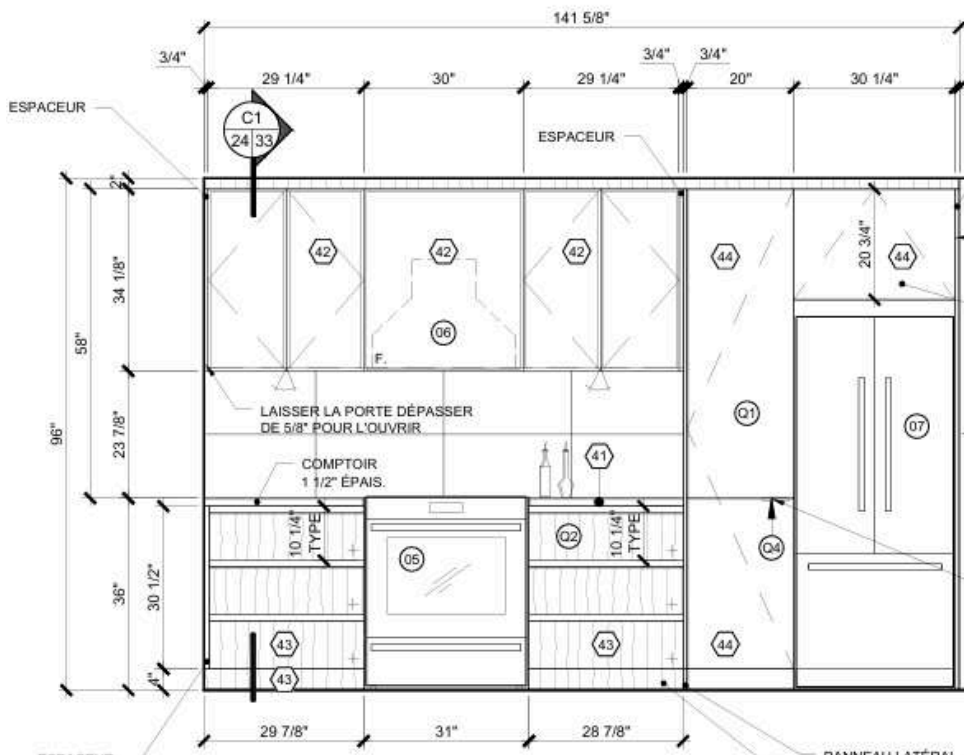 141 5/8"
3/4"
29 1/4"
30"
29 1/4"
3/4"
3/4"
20"
30 1/4"
ESPACEUR
C1
24 33
ESPACEUR
2"
34 1/8"
58"
23 7/8"
96"
36"
30 1/2"
4"
42
42
42
44
44
20 3/4"
06
F.
LAISSER LA PORTE DÉPASSER
DE 5/8" POUR L'OUVRIR
Q1
07
COMPTOIR
1 1/2" ÉPAIS.
41
10 1/4"
TYPE
05
Q2
10 1/4"
TYPE
Q4
43
43
44
43
29 7/8"
31"
28 7/8"
PANNEAU LATÉRAL